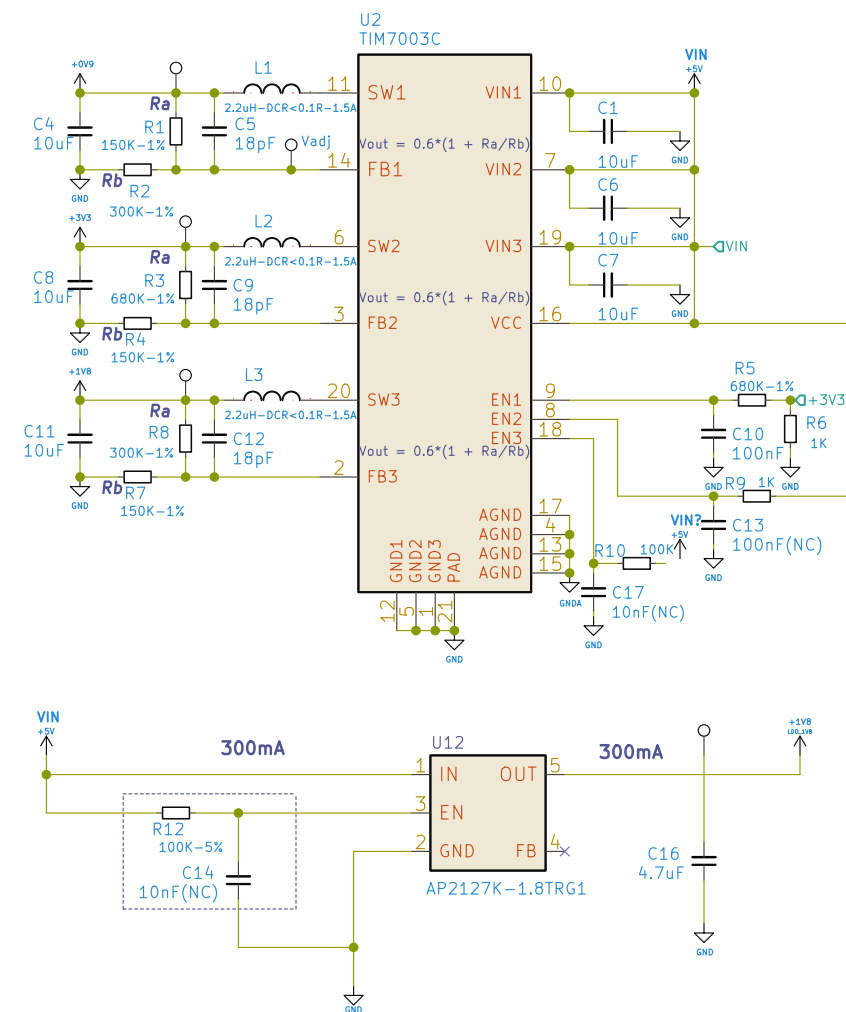 U2
TIM7003C
+0V9
Ra
L1
2.2uH-DCR<0.1R-1.5A
C4
10uF
R1
150K-1%
C5
18pF
Vadj
Rb
R2
300K-1%
GND
11
SW1
Vout = 0.6*(1 + Ra/Rb)
14
FB1
VIN1
10
VIN
+5V
C1
10uF
GND
VIN2
7
C6
10uF
GND
+3V3
Ra
L2
2.2uH-DCR<0.1R-1.5A
C8
10uF
R3
680K-1%
C9
18pF
Rb
R4
150K-1%
GND
6
SW2
Vout = 0.6*(1 + Ra/Rb)
3
FB2
VIN3
19
VIN
C7
10uF
GND
VCC
16
+1V8
Ra
L3
2.2uH-DCR<0.1R-1.5A
C11
10uF
R8
300K-1%
C12
18pF
Rb
R7
150K-1%
GND
20
SW3
Vout = 0.6*(1 + Ra/Rb)
2
FB3
EN1
9
EN2
8
EN3
18
R5
680K-1%
+3V3
R6
1K
C10
100nF
GND
GND
R9
1K
C13
100nF(NC)
GND
VIN?
+5V
R10
100K
C17
10nF(NC)
GND
AGND
17
AGND
4
AGND
13
AGND
15
GNDA
GND1
GND2
GND3
PAD
12
5
1
21
GND
VIN
+5V
300mA
U12
300mA
+1V8
LDO_1V8
1
IN
OUT
5
3
EN
2
GND
FB
4
R12
100K-5%
C14
10nF(NC)
AP2127K-1.8TRG1
C16
4.7uF
GND
GND